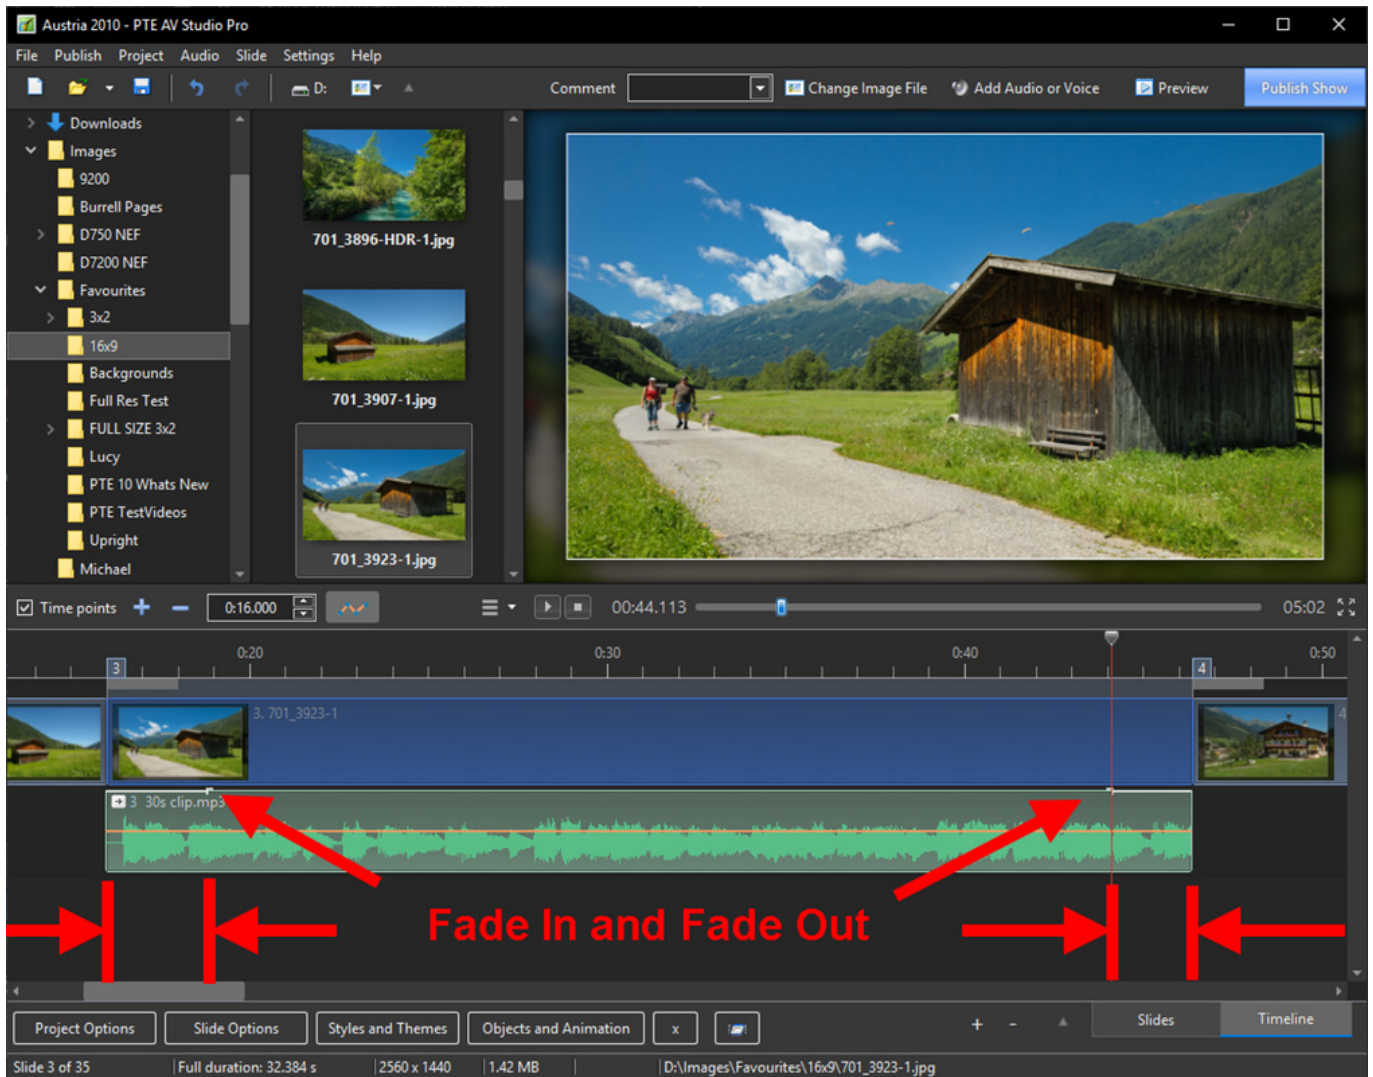 Austria 2010 - PTE AV Studio Pro
File Publish Project Audio Slide Settings Help
D: Comment Change Image File Add Audio or Voice Preview Publish Show
Downloads
Images
9200
Burrell Pages
D750 NEF
D7200 NEF
Favourites
3x2
16x9
Backgrounds
Full Res Test
FULL SIZE 3x2
Lucy
PTE 10 Whats New
PTE TestVideos
Upright
Michael
701_3896-HDR-1.jpg
701_3907-1.jpg
701_3923-1.jpg
Time points 0:16.000 00:44.113 05:02
0:20 0:30 0:40 0:50
3 4
3. 701_3923-1 4
3 30s clip.mp3
Fade In and Fade Out
Project Options Slide Options Styles and Themes Objects and Animation x + - Slides Timeline
Slide 3 of 35 Full duration: 32.384 s 2560 x 1440 1.42 MB D:\Images\Favourites\16x9\701_3923-1.jpg